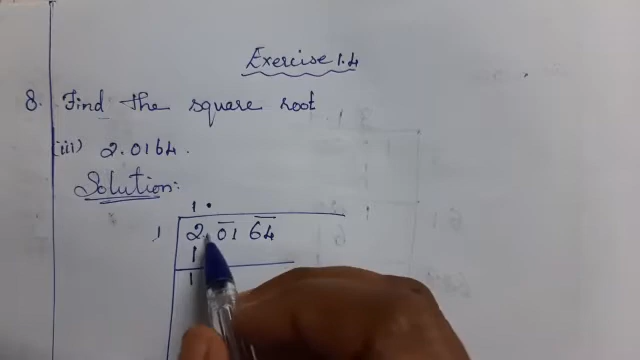 Exercise 1.4
8. Find the square root
(iii) 2.0164.
Solution:
1 .
1 2.01 64
1
1